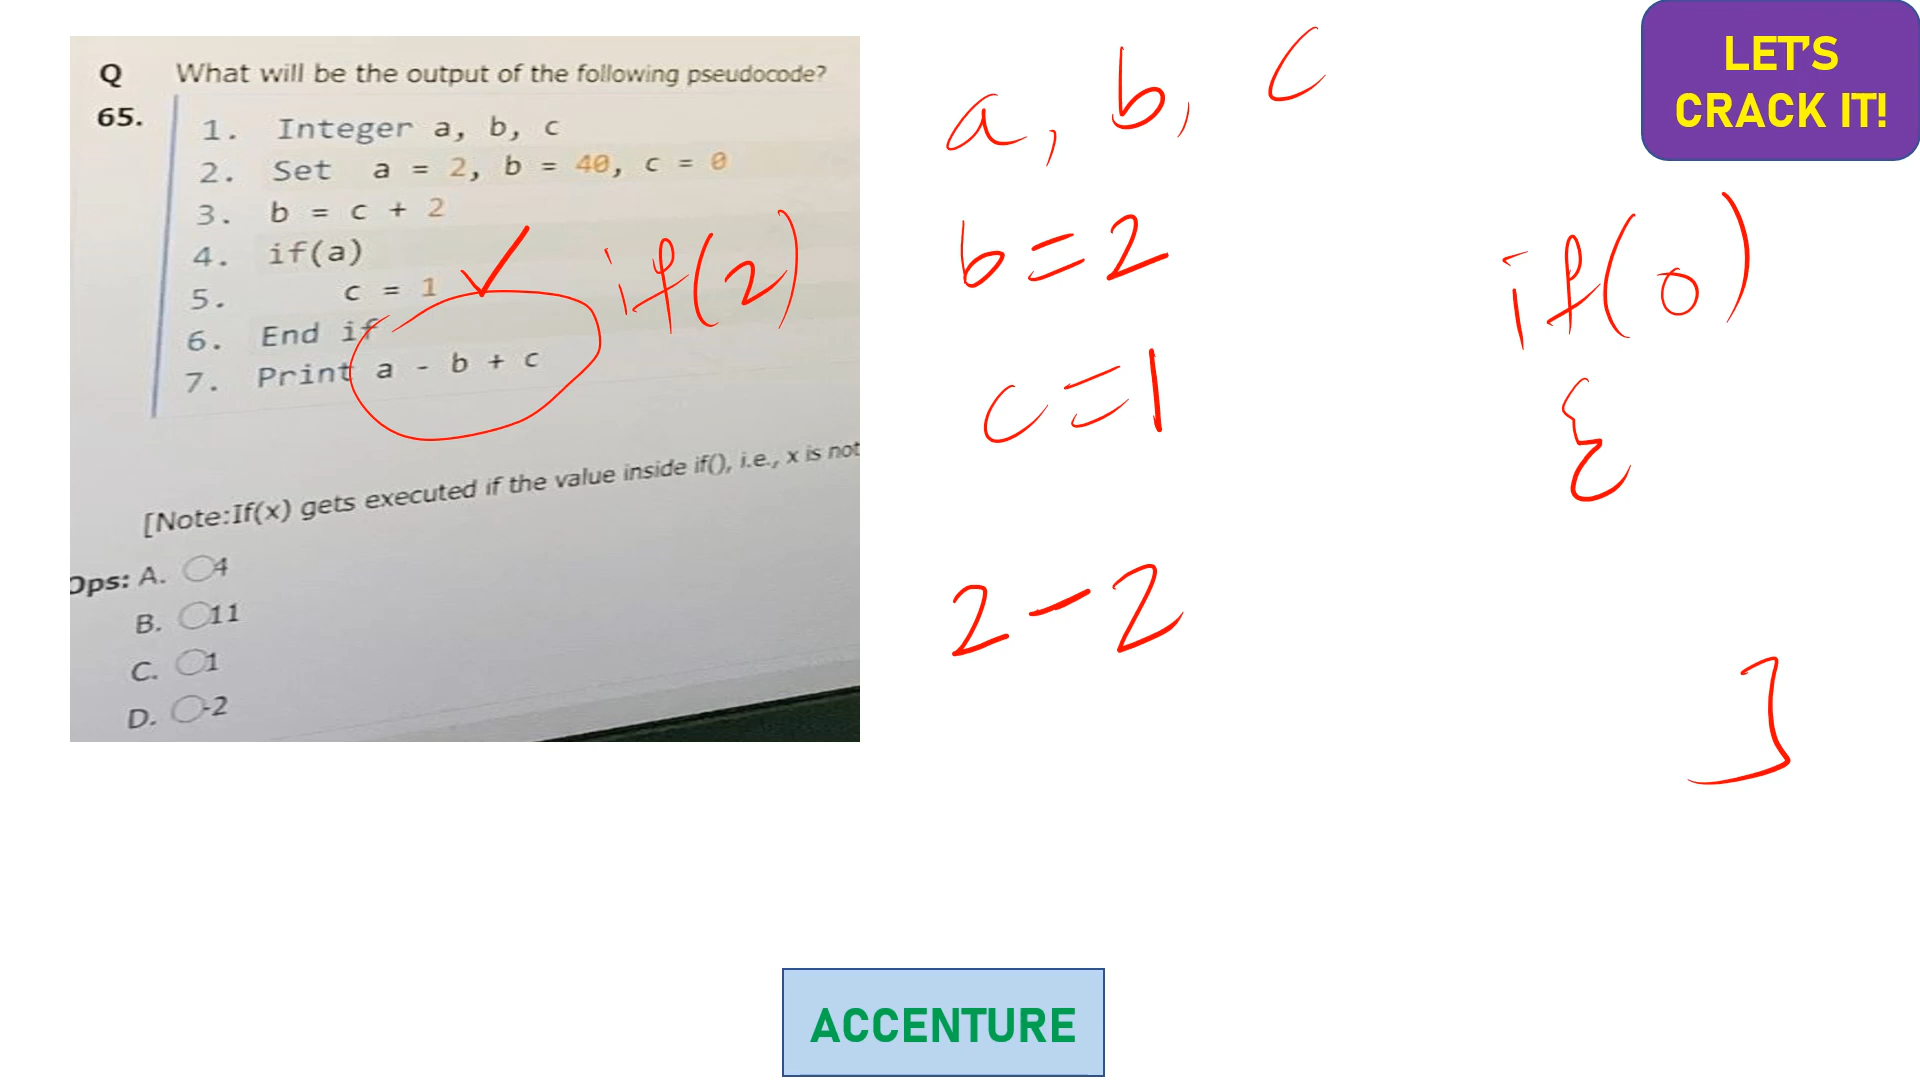 Q What will be the output of the following pseudocode?
65.
1. Integer a, b, c
2. Set a = 2, b = 40, c = 0
3. b = c + 2
4. if(a)
5. c = 1
6. End if
7. Print a - b + c
[Note:If(x) gets executed if the value inside if(), i.e., x is not
Ops: A. 4
B. 11
C. 1
D. -2
if(2)
a, b, c
b=2
c=1
2-2
if(0)
{
}
LET'S
CRACK IT!
ACCENTURE